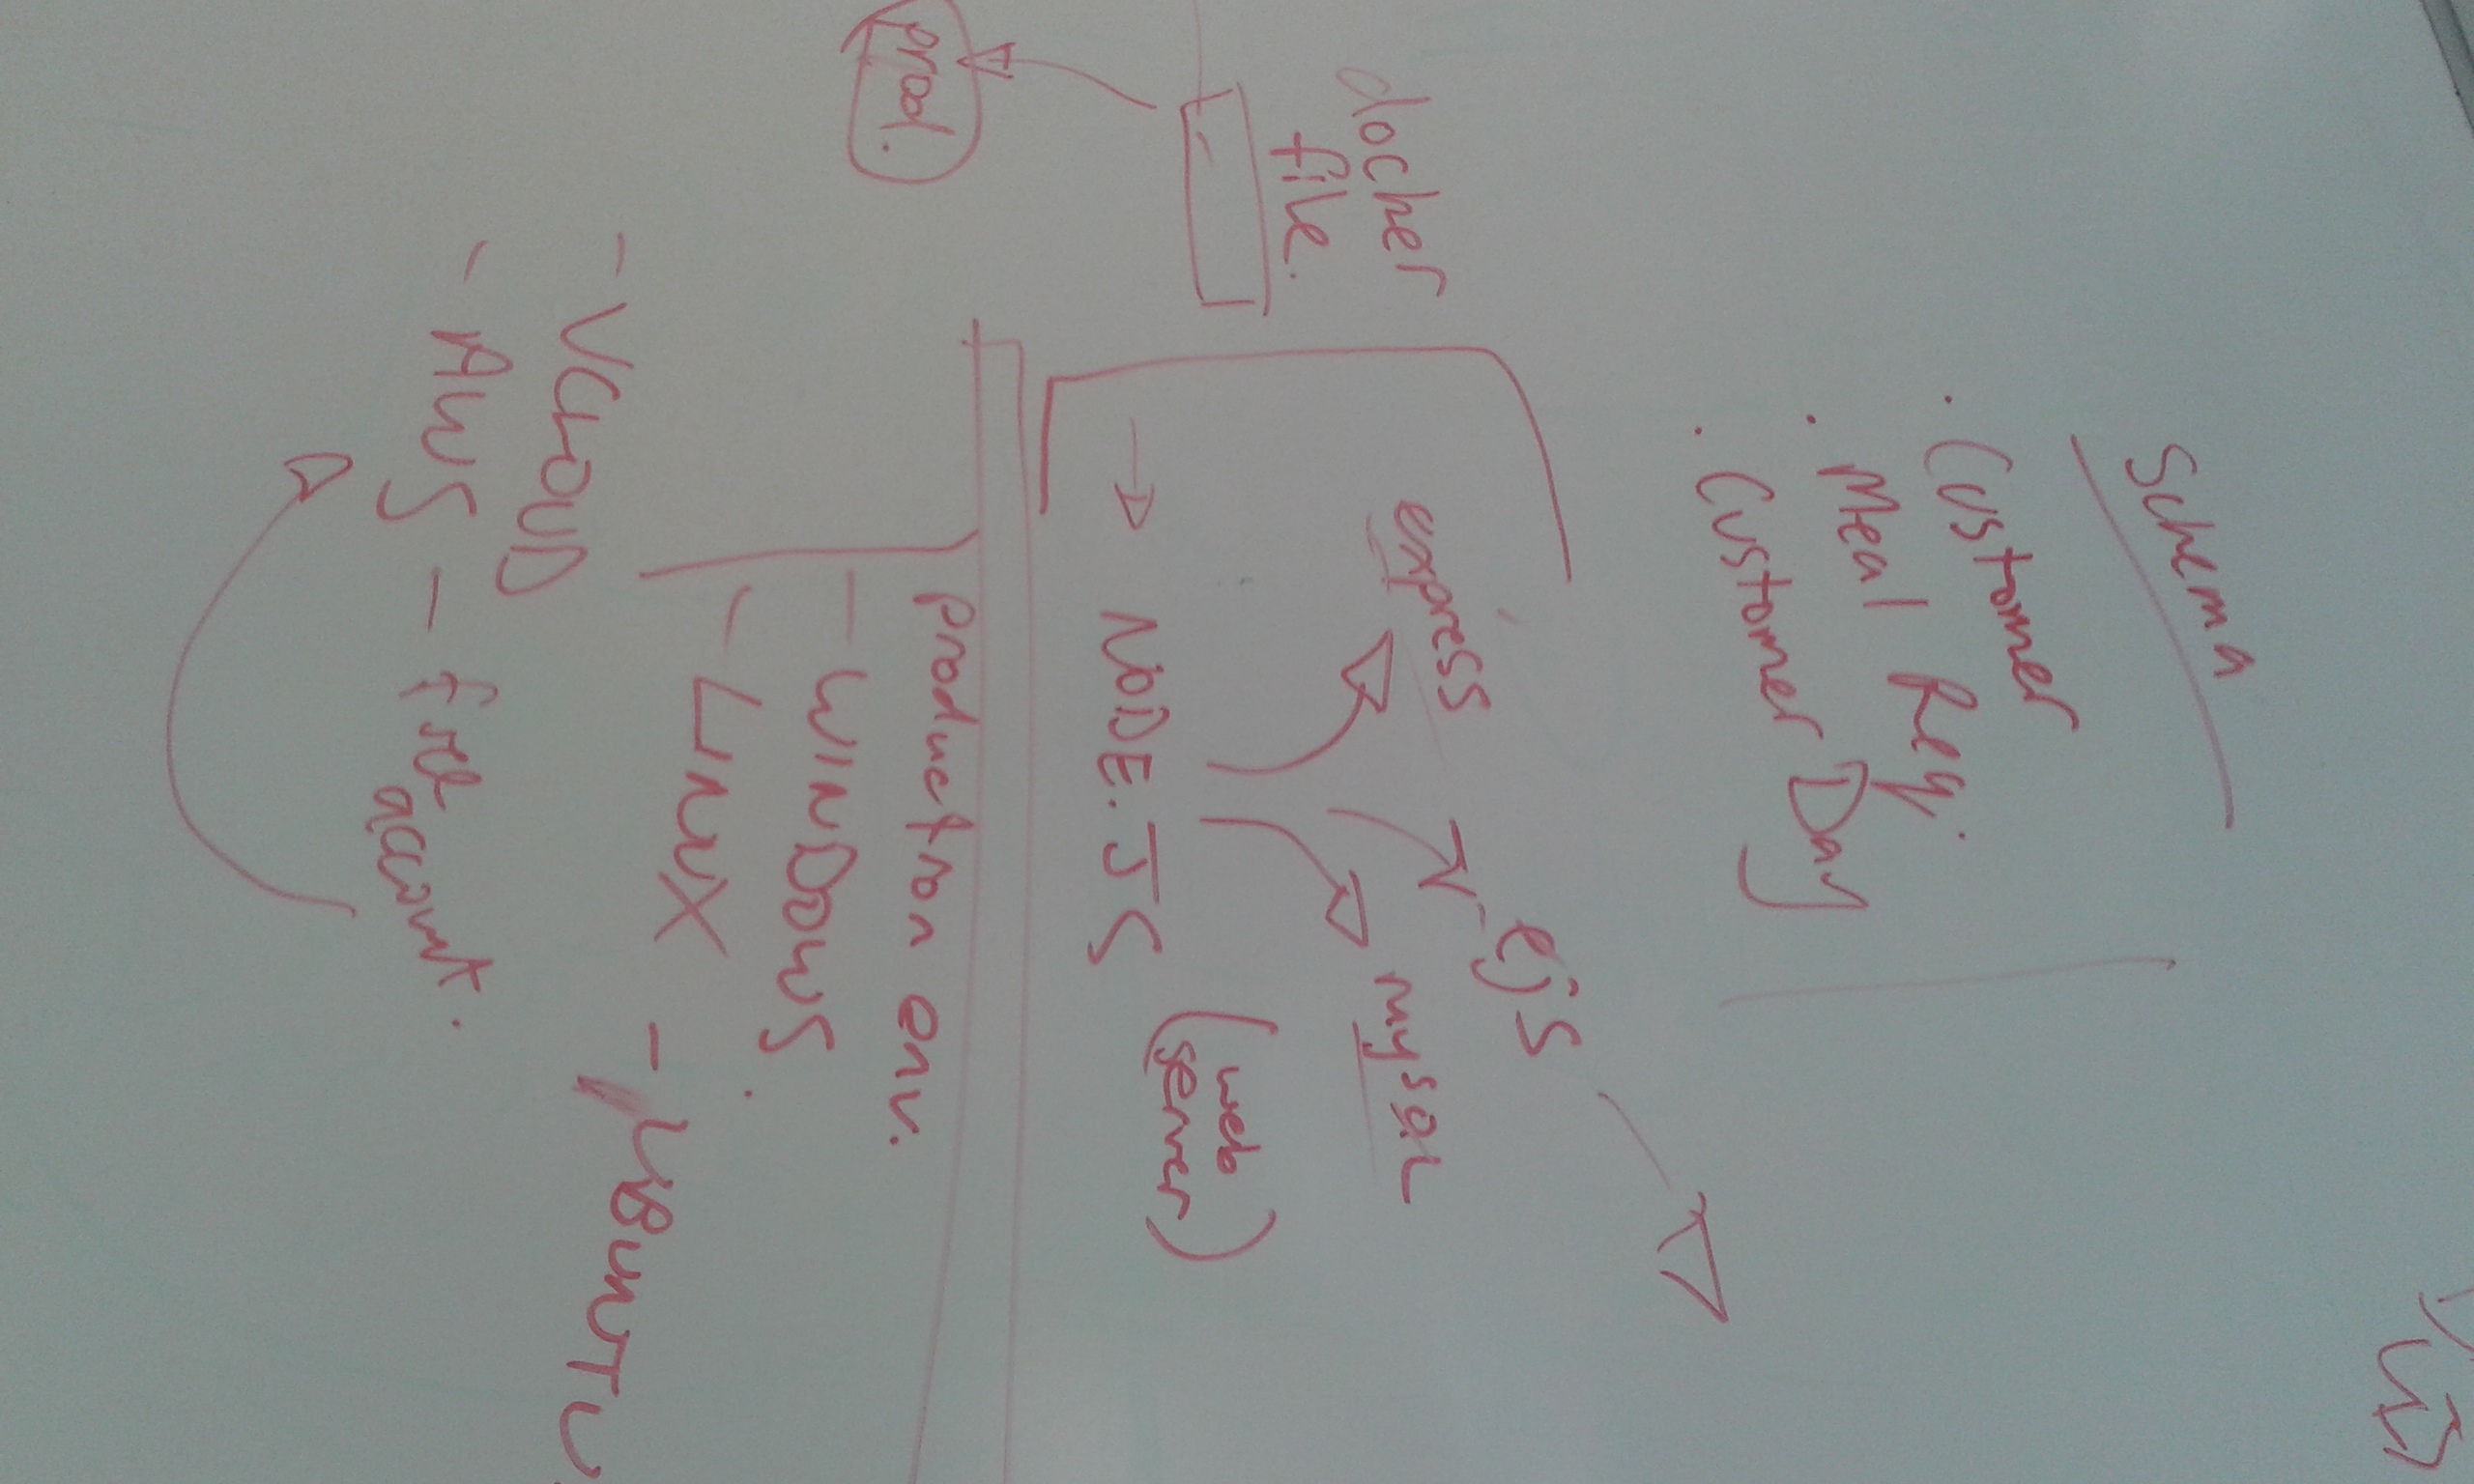 Schema
. Customer
. Meal Req.
. Customer Day
ejs
express
mysqL
docker
file.
(web
server)
NODE.JS
prod.
production env.
- WINDOWS.
- LINUX - UBUNTU.
- VCLOUD
- AWS - free
account.